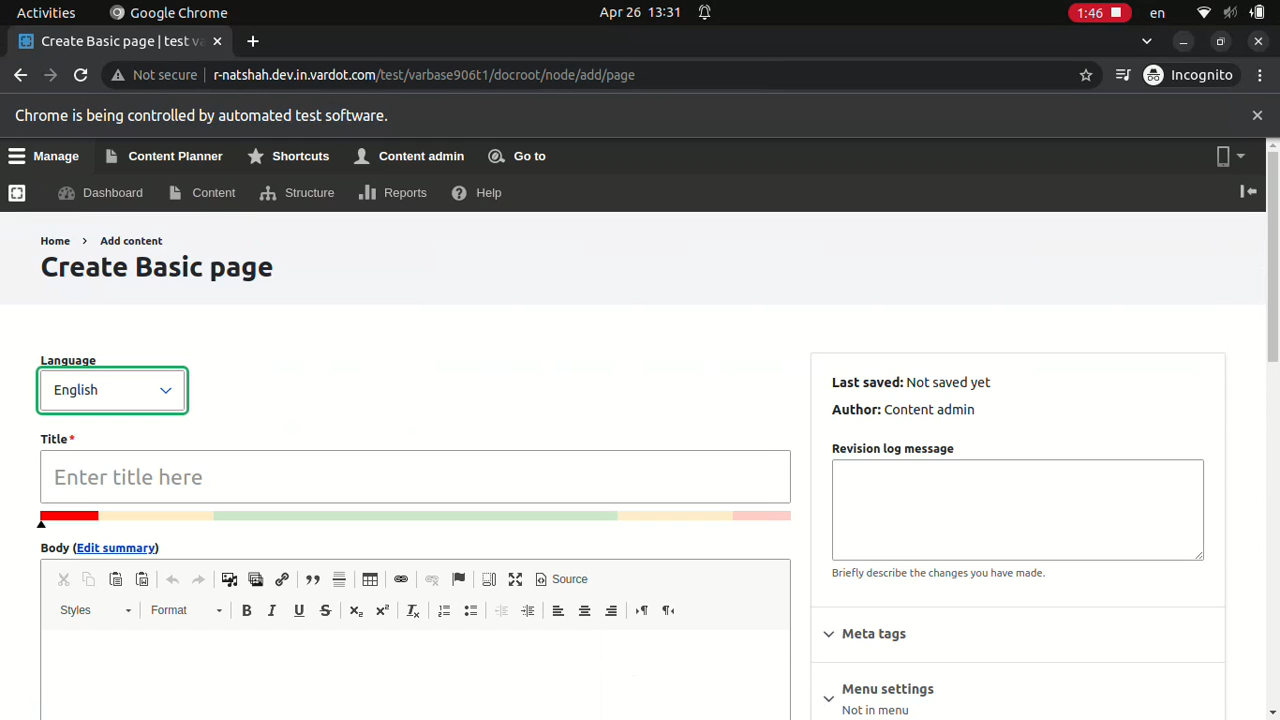 Activities Google Chrome Apr 26 13:31 1:46 en
Create Basic page | test va
Not secure r-natshah.dev.in.vardot.com/test/varbase906t1/docroot/node/add/page Incognito
Chrome is being controlled by automated test software.
Manage Content Planner Shortcuts Content admin Go to
Dashboard Content Structure Reports Help
Home › Add content
Create Basic page
Language
English
Title*
Enter title here
Body (Edit summary)
Source
Styles Format B I U S x₂ x² Tx
Last saved: Not saved yet
Author: Content admin
Revision log message
Briefly describe the changes you have made.
Meta tags
Menu settings
Not in menu